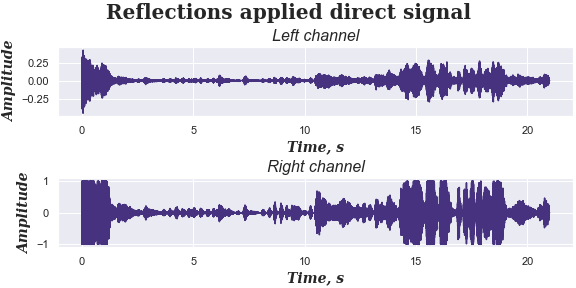 Reflections applied direct signal
Left channel
Amplitude
0.25
0.00
−0.25
0 5 10 15 20
Time, s
Right channel
Amplitude
1
0
−1
0 5 10 15 20
Time, s